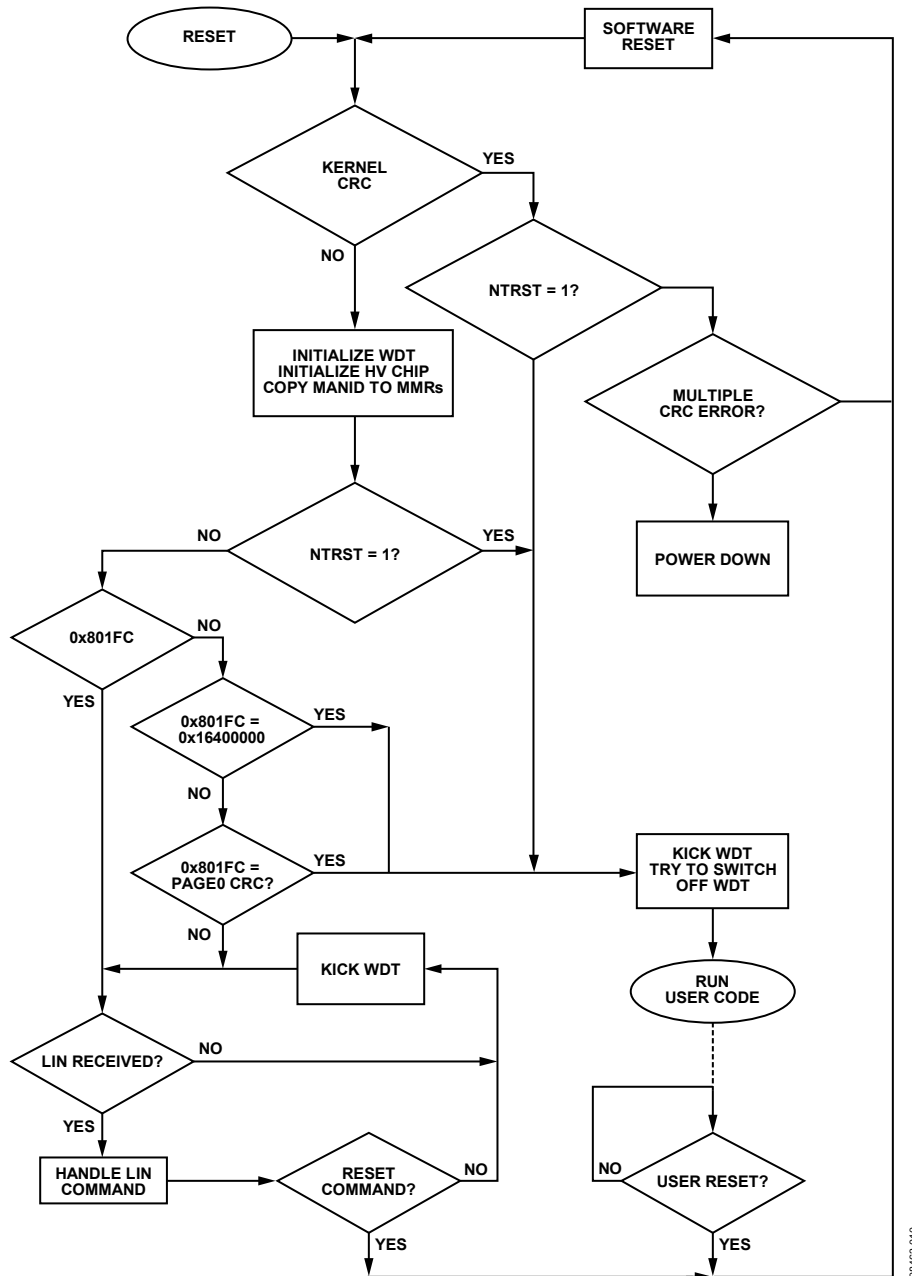 RESET
SOFTWARE
RESET
KERNEL
CRC
YES
NO
NTRST = 1?
INITIALIZE WDT
INITIALIZE HV CHIP
COPY MANID TO MMRs
MULTIPLE
CRC ERROR?
NO
NTRST = 1?
YES
POWER DOWN
0x801FC
NO
YES
0x801FC =
0x16400000
YES
NO
0x801FC =
PAGE0 CRC?
YES
NO
KICK WDT
TRY TO SWITCH
OFF WDT
KICK WDT
RUN
USER CODE
LIN RECEIVED?
NO
YES
HANDLE LIN
COMMAND
RESET
COMMAND?
NO
YES
NO
USER RESET?
YES